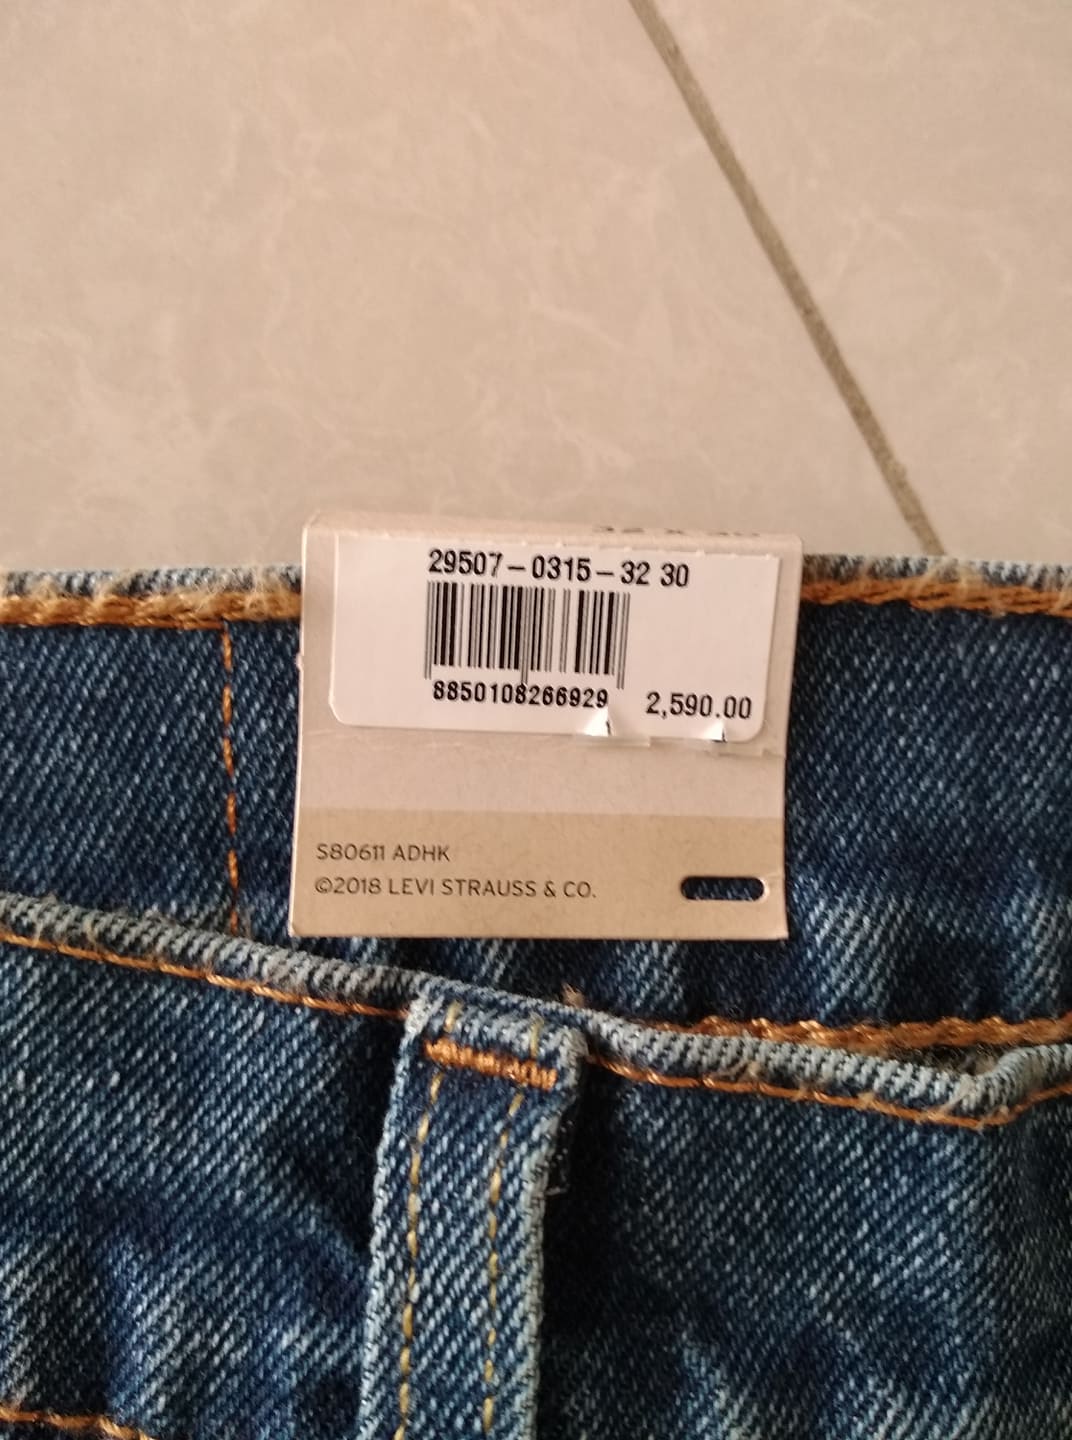 29507-0315-32 30
8850108266929 2,590.00
S80611 ADHK
©2018 LEVI STRAUSS & CO.